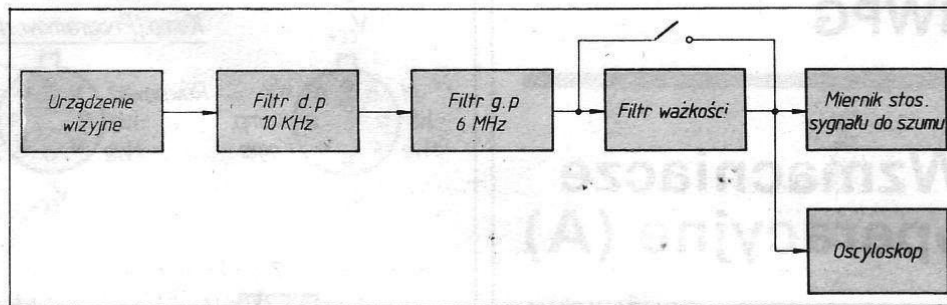 Urządzenie
wizyjne
Filtr d.p
10 KHz
Filtr g.p
6 MHz
Filtr ważkości
Miernik stos.
sygnału do szumu
Oscyloskop